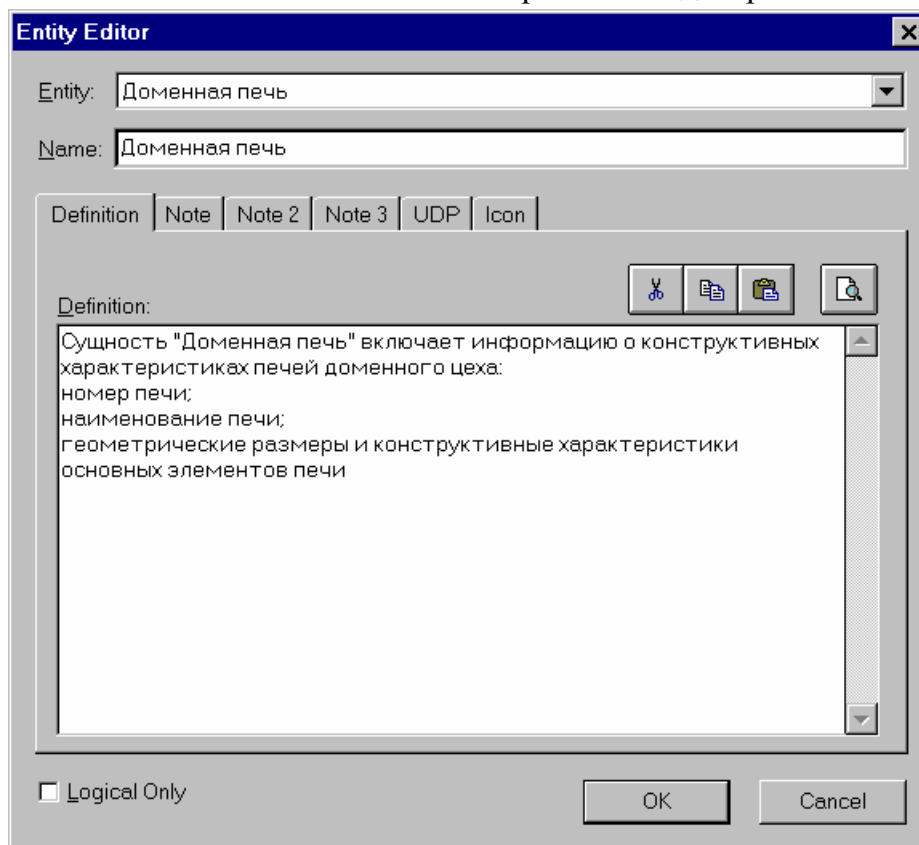 Entity Editor
Entity: Доменная печь
Name: Доменная печь
Definition Note Note 2 Note 3 UDP Icon
Definition:
Сущность "Доменная печь" включает информацию о конструктивных
характеристиках печей доменного цеха:
номер печи;
наименование печи;
геометрические размеры и конструктивные характеристики
основных элементов печи
Logical Only
OK Cancel